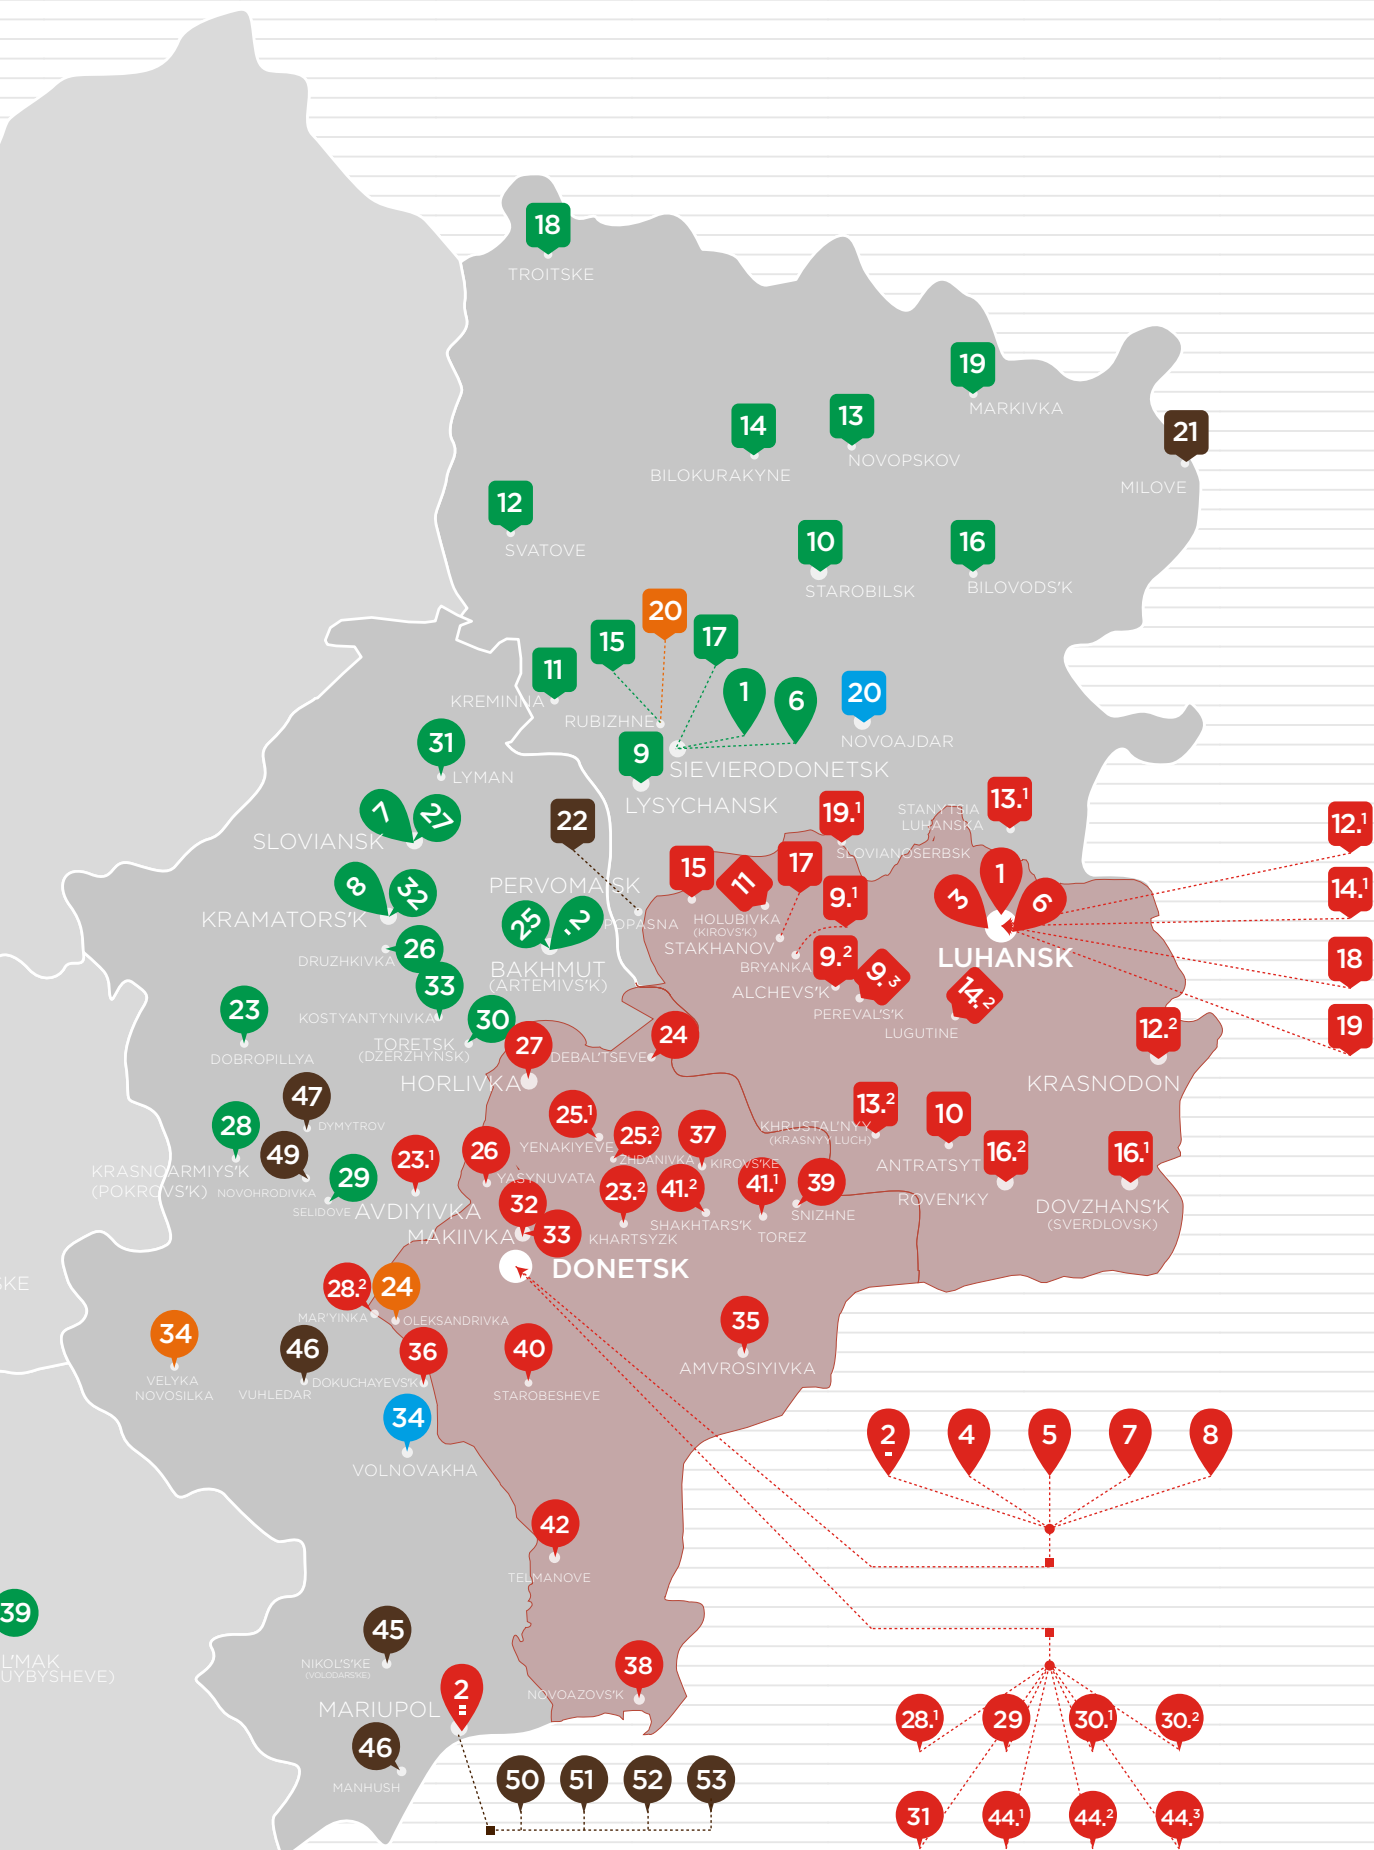 18
TROITSKE
19
MARKIVKA
14
BILOKURAKYNE
13
NOVOPSKOV
21
MILOVE
12
SVATOVE
10
STAROBILSK
16
BILOVODS'K
20
15
17
11
KREMINNA
RUBIZHNE
1
6
20
NOVOAJDAR
9
SIEVIERODONETSK
LYSYCHANSK
31
LYMAN
7
27
SLOVIANSK
22
19.1
SLOVIANOSERBSK
STANYTSIA
LUHANSKA
13.1
12.1
8
32
KRAMATORS'K
PERVOMAISK
POPASNA
15
11
17
9.1
HOLUBIVKA
(KIROVS'K)
STAKHANOV
BRYANKA
3
1
6
LUHANSK
14.1
26
DRUZHKIVKA
25
.2
BAKHMUT
(ARTEMIVS'K)
9.2
9.3
ALCHEVS'K
PEREVAL'S'K
14.2
LUGUTINE
18
19
33
KOSTYANTYNIVKA
23
DOBROPILLYA
30
TORETSK
(DZERZHYNSK)
27
HORLIVKA
24
DEBAL'TSEVE
12.2
KRASNODON
47
DYMYTROV
28
KRASNOARMIYS'K
(POKROVS'K)
49
NOVOHRODIVKA
29
SELIDOVE
23.1
AVDIYIVKA
26
YASYNUVATA
25.1
YENAKIYEVE
25.2
ZHDANIVKA
37
KIROVS'KE
13.2
KHRUSTAL'NYY
(KRASNYY LUCH)
10
ANTRATSYT
16.2
ROVEN'KY
16.1
DOVZHANS'K
(SVERDLOVSK)
32
33
MAKIIVKA
23.2
KHARTSYZK
41.2
SHAKHTARS'K
41.1
TOREZ
39
SNIZHNE
DONETSK
SKE
28.2
MAR'YINKA
24
OLEKSANDRIVKA
34
VELYKA
NOVOSILKA
46
VUHLEDAR
36
DOKUCHAYEVS'K
40
STAROBESHEVE
35
AMVROSIYIVKA
34
VOLNOVAKHA
2
4
5
7
8
42
TELMANOVE
39
L'MAK
UYBYSHEVE)
45
NIKOL'S'KE
(VOLODARS'KE)
38
NOVOAZOVS'K
2
MARIUPOL
46
MANHUSH
50
51
52
53
28.1
29
30.1
30.2
31
44.1
44.2
44.3